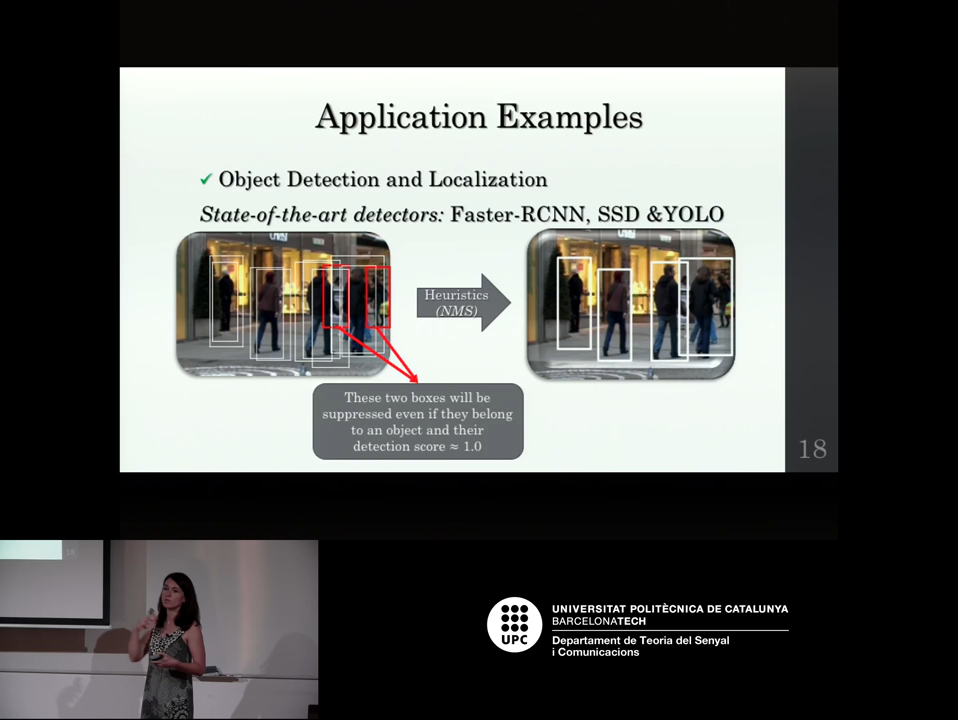 Application Examples
✓ Object Detection and Localization
State-of-the-art detectors: Faster-RCNN, SSD &YOLO
Heuristics
(NMS)
These two boxes will be
suppressed even if they belong
to an object and their
detection score ≈ 1.0
18
18
UPC
UNIVERSITAT POLITÈCNICA DE CATALUNYA
BARCELONATECH
Departament de Teoria del Senyal
i Comunicacions